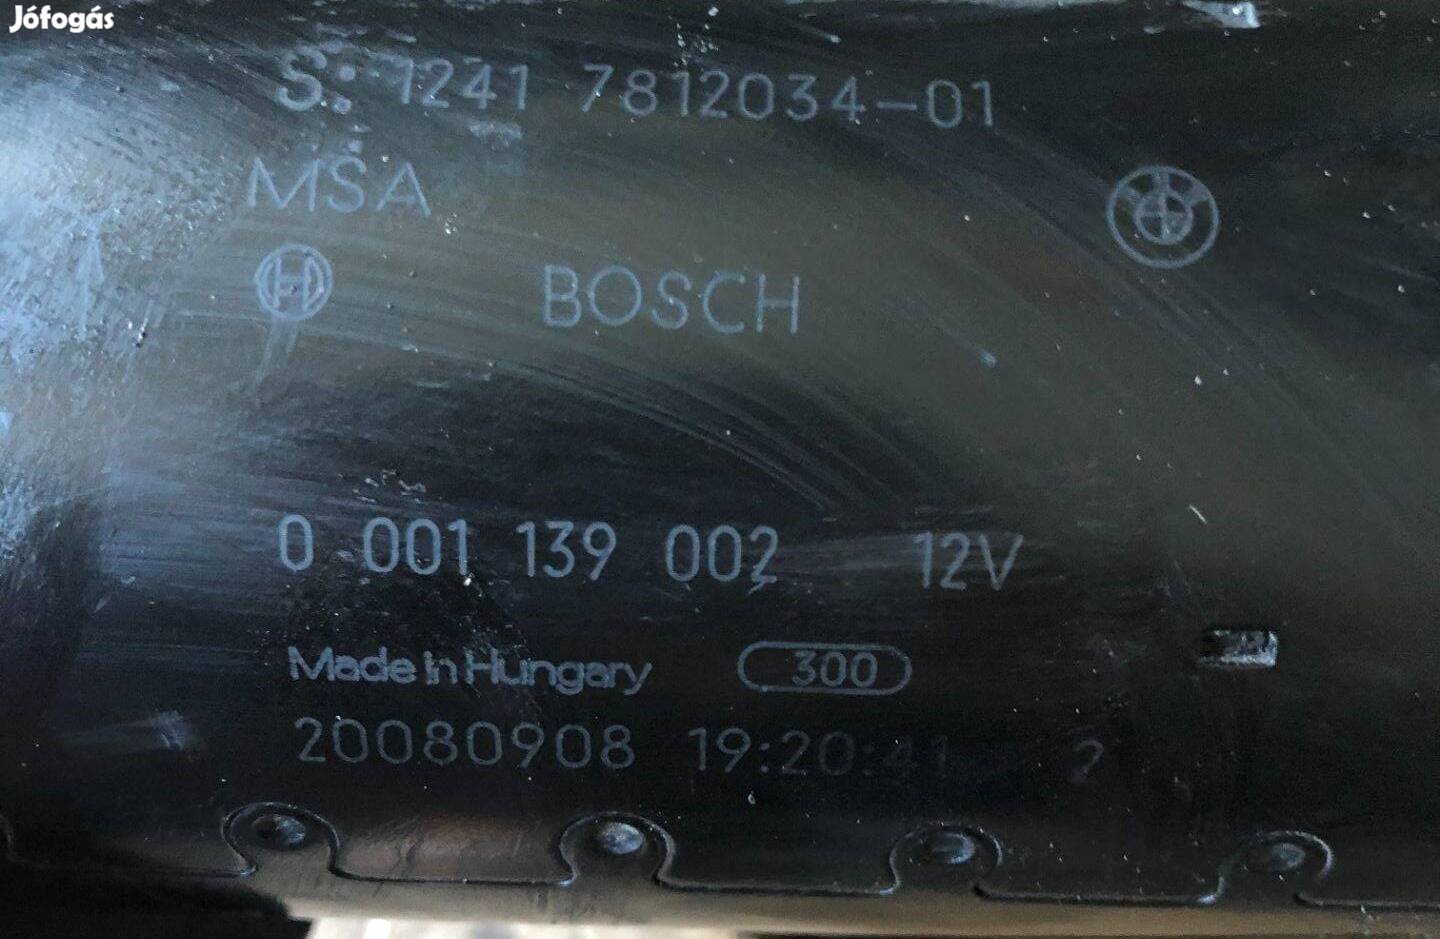 Jófogás
S: 1241 7812034-01
MSA
BOSCH
0 001 139 002 12V
Made in Hungary 300
20080908 19:20:41 2